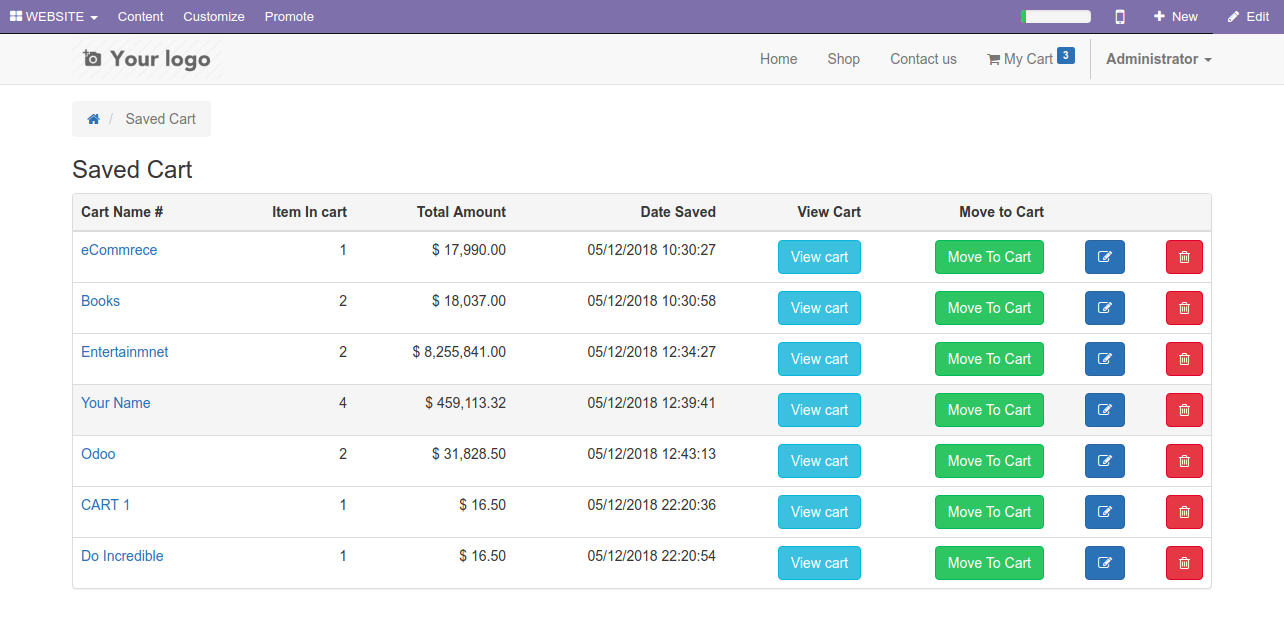 WEBSITE Content Customize Promote New Edit
Your logo Home Shop Contact us My Cart 3 Administrator
/ Saved Cart
Saved Cart
Cart Name # Item In cart Total Amount Date Saved View Cart Move to Cart
eCommrece 1 $ 17,990.00 05/12/2018 10:30:27 View cart Move To Cart
Books 2 $ 18,037.00 05/12/2018 10:30:58 View cart Move To Cart
Entertainmnet 2 $ 8,255,841.00 05/12/2018 12:34:27 View cart Move To Cart
Your Name 4 $ 459,113.32 05/12/2018 12:39:41 View cart Move To Cart
Odoo 2 $ 31,828.50 05/12/2018 12:43:13 View cart Move To Cart
CART 1 1 $ 16.50 05/12/2018 22:20:36 View cart Move To Cart
Do Incredible 1 $ 16.50 05/12/2018 22:20:54 View cart Move To Cart